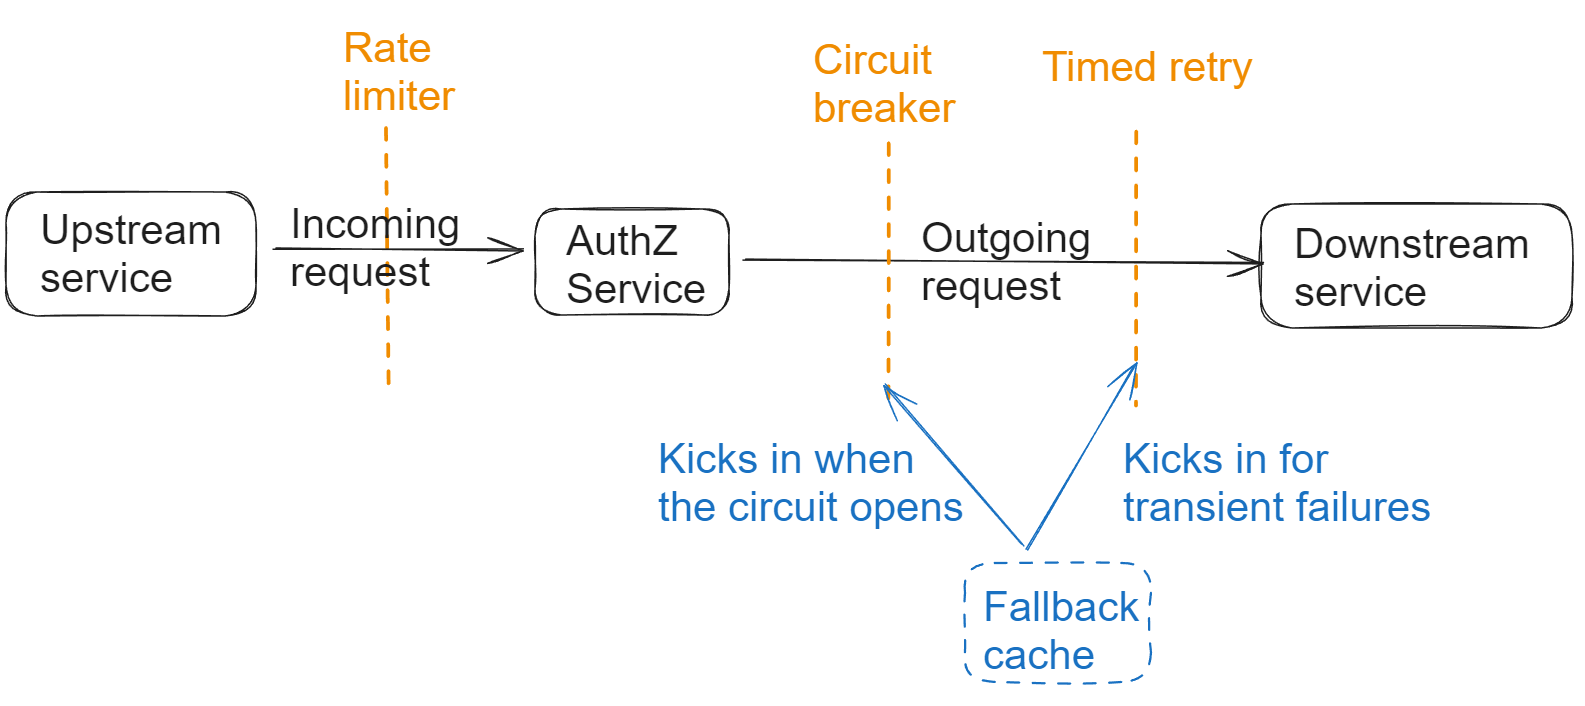 Rate
limiter
Circuit
breaker
Timed retry
Upstream
service
Incoming
request
AuthZ
Service
Outgoing
request
Downstream
service
Kicks in when
the circuit opens
Kicks in for
transient failures
Fallback
cache